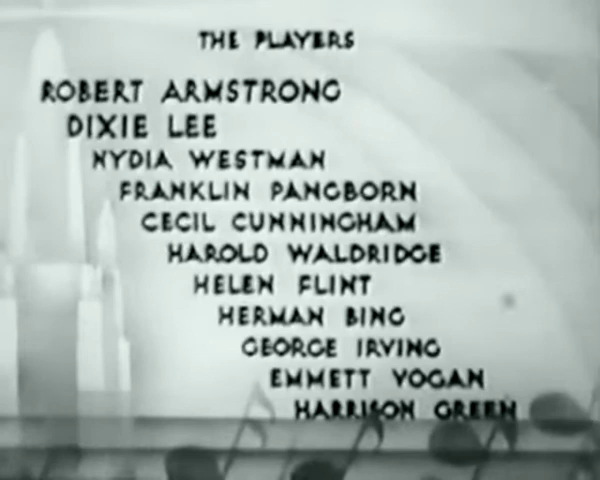 THE PLAYERS
ROBERT ARMSTRONG
DIXIE LEE
NYDIA WESTMAN
FRANKLIN PANGBORN
CECIL CUNNINGHAM
HAROLD WALDRIDGE
HELEN FLINT
HERMAN BING
GEORGE IRVING
EMMETT VOGAN
HARRISON GREEN